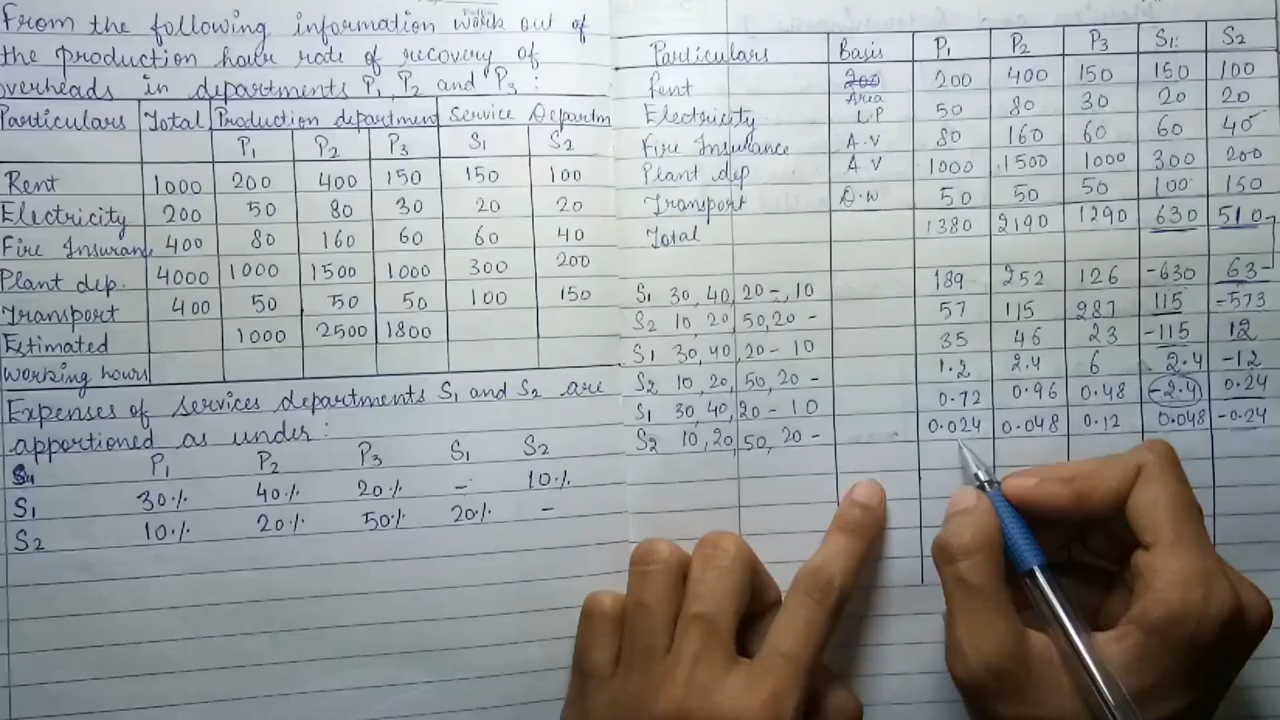 From the following information work out of
the production hour rate of recovery of
overheads in departments P1, P2 and P3 :
Particulars Total Production department Service Departm
P1 P2 P3 S1 S2
Rent 1000 200 400 150 150 100
Electricity 200 50 80 30 20 20
Fire Insuranc 400 80 160 60 60 40
Plant dep. 4000 1000 1500 1000 300 200
Transport 400 50 50 50 100 150
Estimated 1000 2500 1800
working hours
Expenses of services departments S1 and S2 are
apportioned as under :
P1 P2 P3 S1 S2
S1 30% 40% 20% - 10%
S2 10% 20% 50% 20% -
Particulars Basis P1 P2 P3 S1 S2
Rent Area 200 400 150 150 100
Electricity L.P 50 80 30 20 20
Fire Insurance A.V 80 160 60 60 40
Plant dep A V 1000 1500 1000 300 200
Transport D.W 50 50 50 100 150
Total 1380 2190 1290 630 510
S1 30, 40, 20 -, 10 189 252 126 -630 63
S2 10, 20, 50, 20 - 57 115 287 115 -573
S1 30, 40, 20 - 10 35 46 23 -115 12
S2 10, 20, 50, 20 - 1.2 2.4 6 2.4 -12
S1 30, 40, 20 - 10 0.72 0.96 0.48 -2.4 0.24
S2 10, 20, 50, 20 - 0.024 0.048 0.12 0.048 -0.24